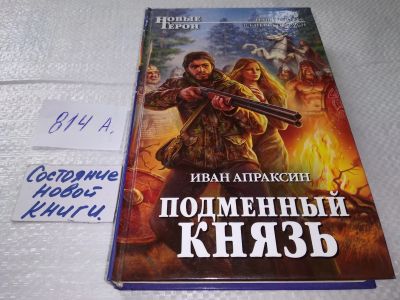 НОВЫЕ
ГЕРОИ
814 А.
Состояние
новой
книги.
ИВАН АПРАКСИН
ПОДМЕННЫЙ
КНЯЗЬ